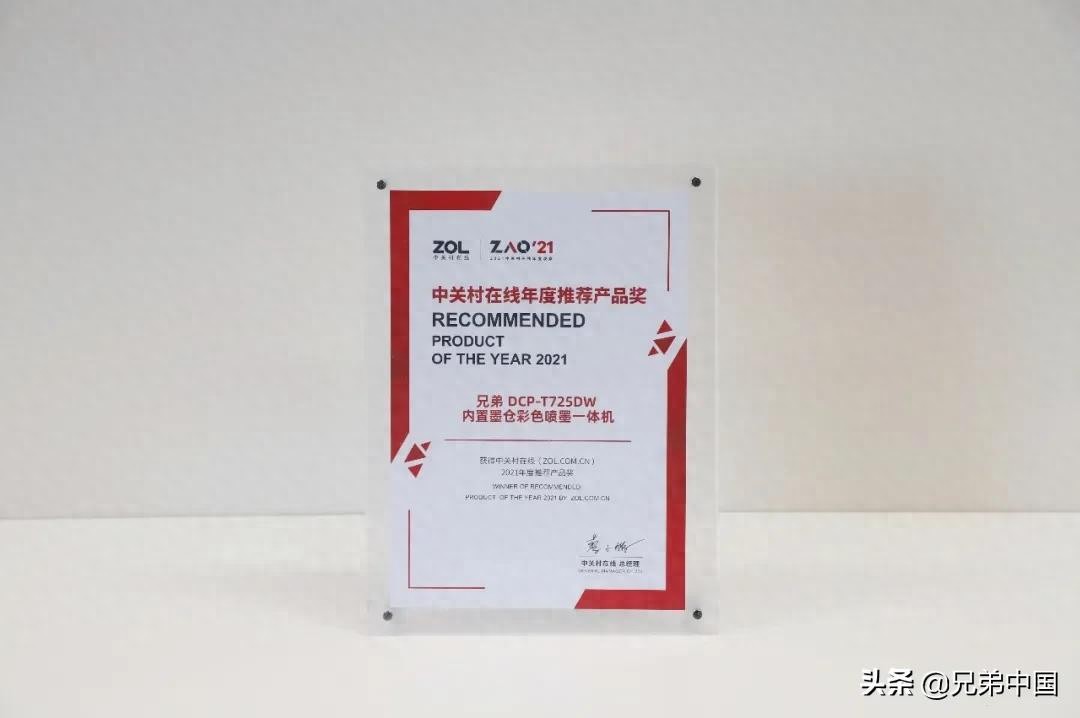 ZOL
中关村在线
ZAO'21
中关村在线年度推荐产品奖
RECOMMENDED
PRODUCT
OF THE YEAR 2021
兄弟 DCP-T725DW
内置墨仓彩色喷墨一体机
获得中关村在线（ZOL.COM.CN）
2021年度推荐产品奖
WINNER OF RECOMMENDED
PRODUCT OF THE YEAR 2021 BY ZOL.COM.CN
中关村在线 总经理
GENERAL MANAGER OF ZOL
头条 @兄弟中国